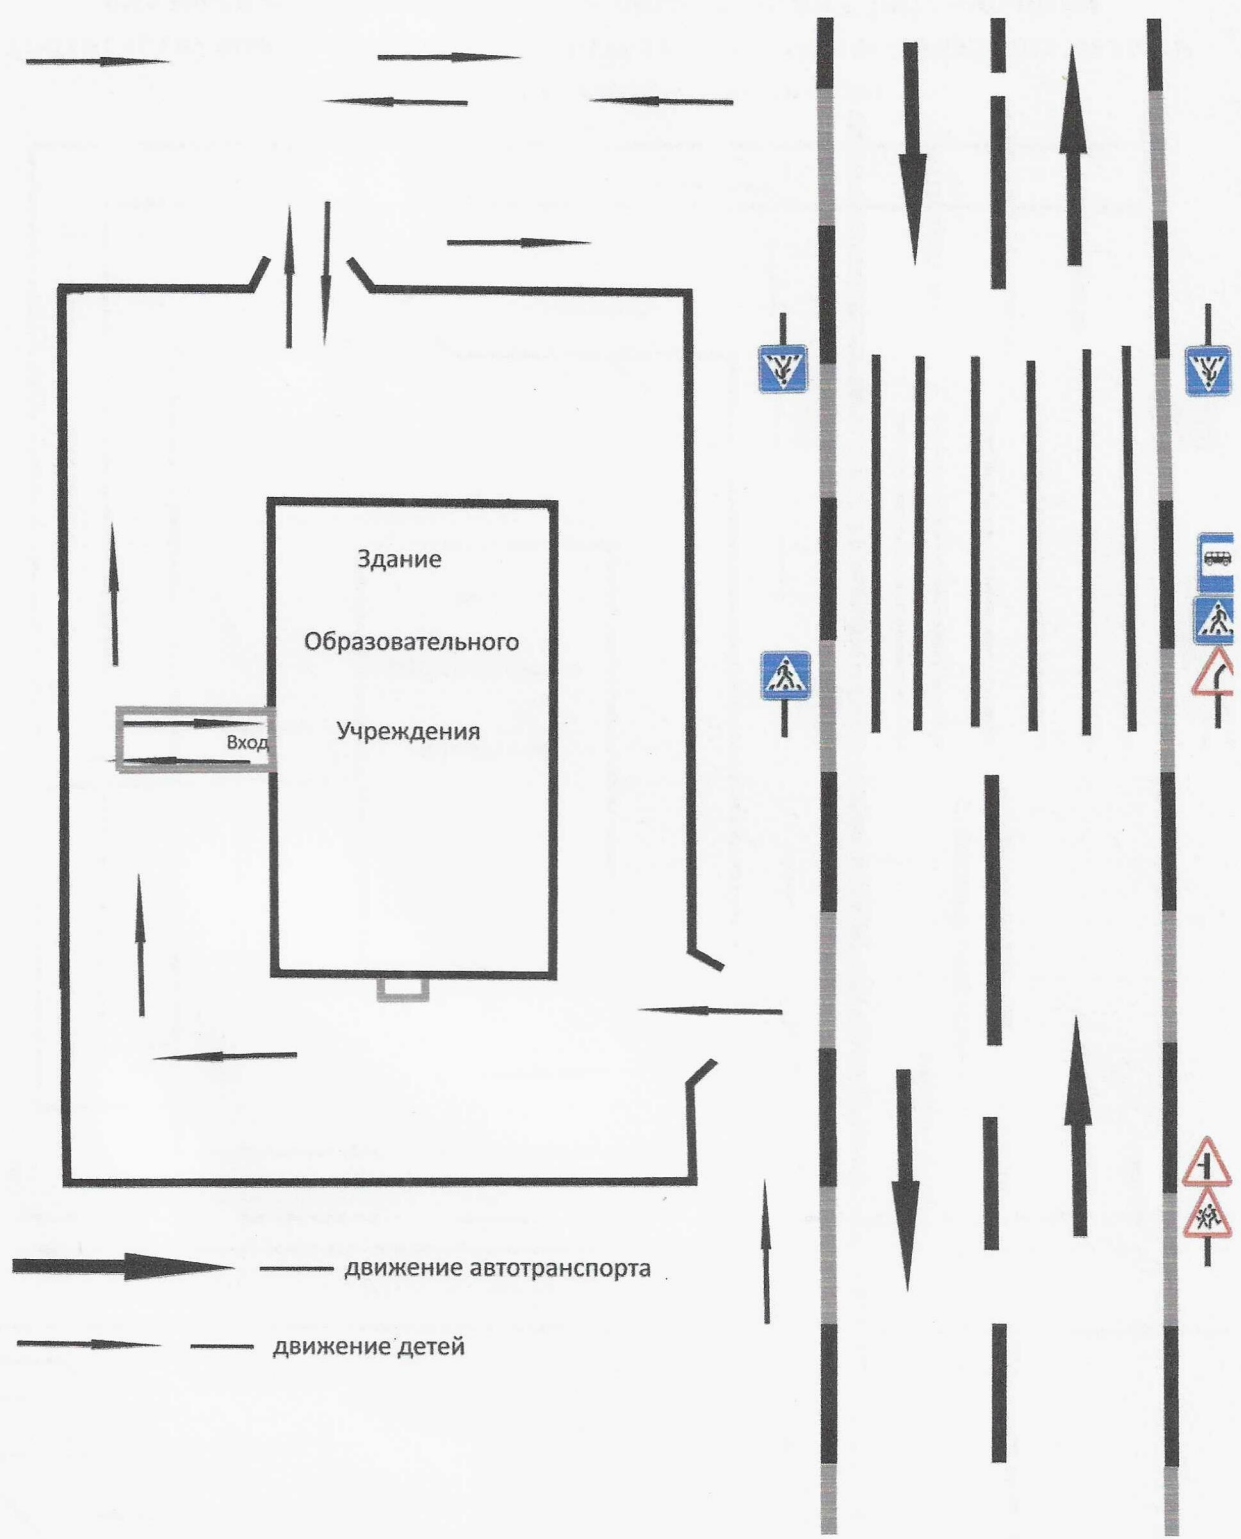 Здание
Образовательного
Учреждения
Вход
движение автотранспорта
движение детей